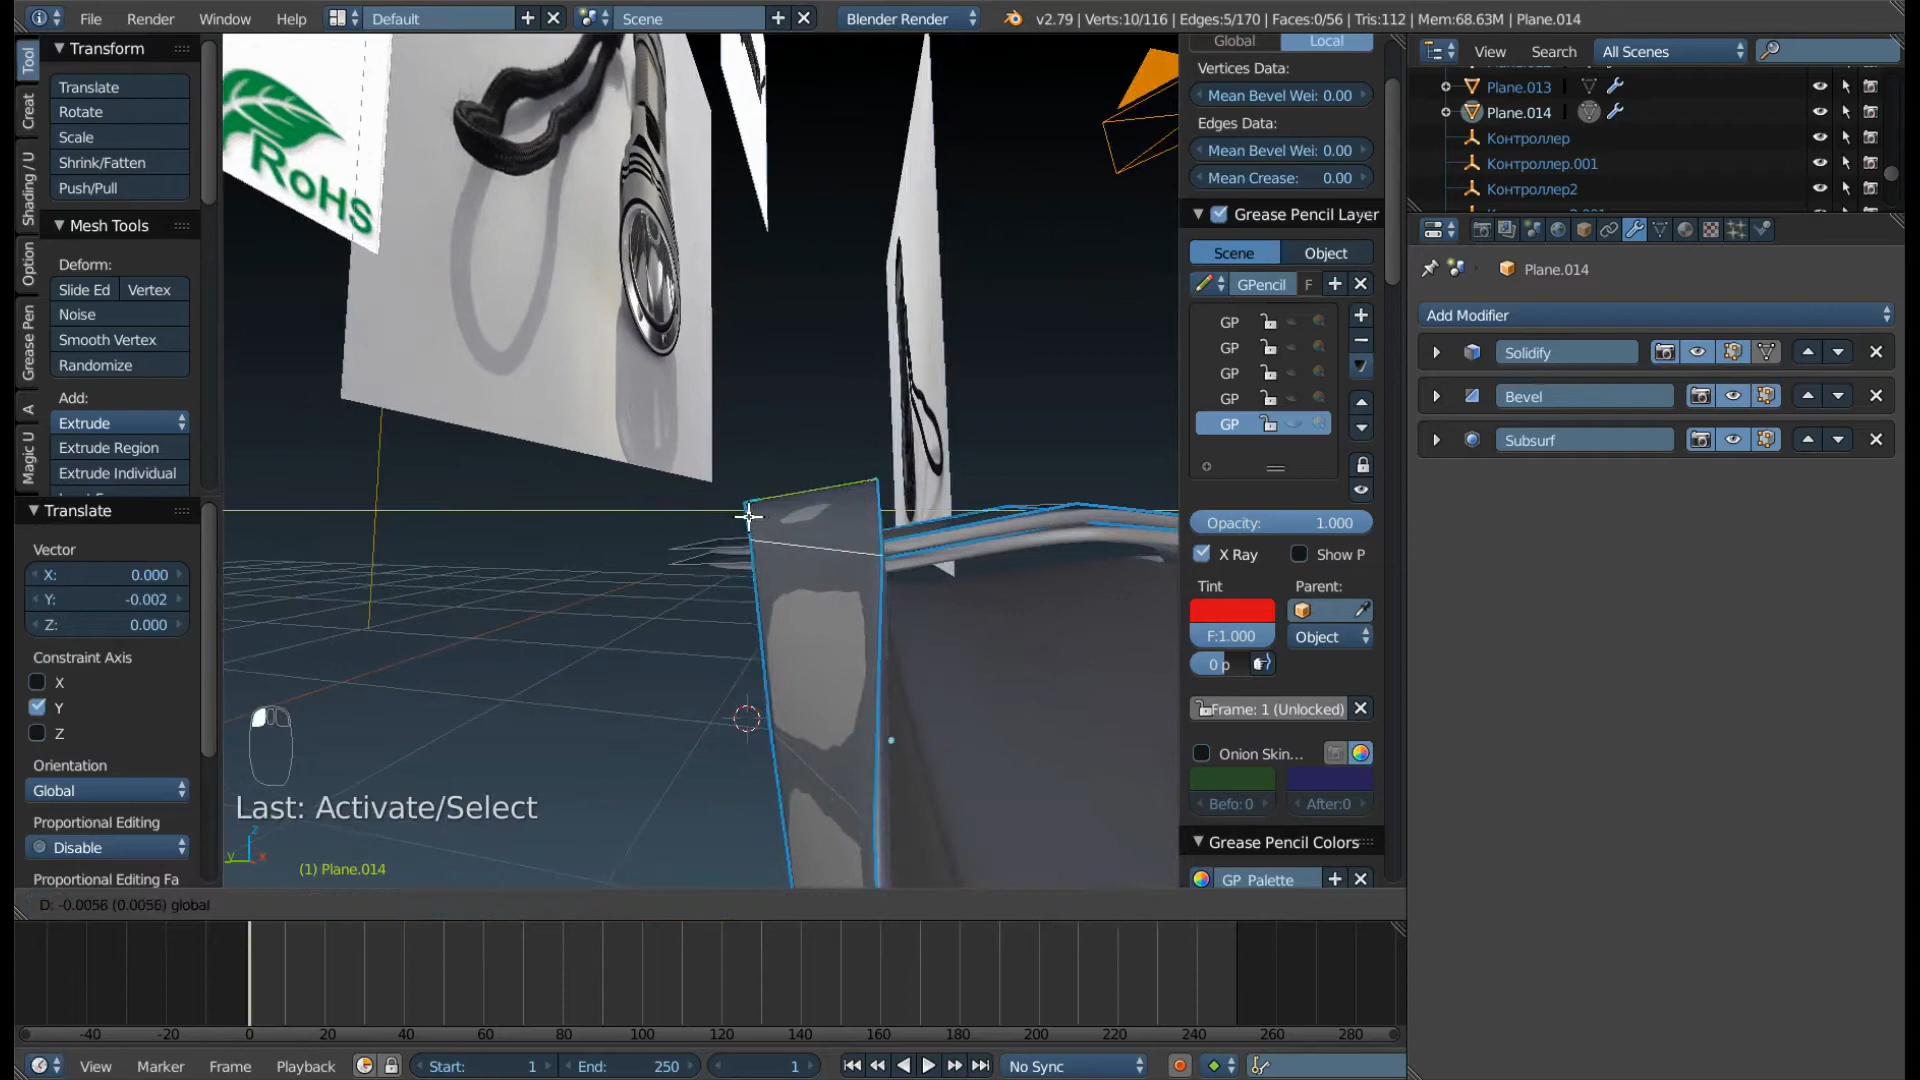 File Render Window Help Default Scene Blender Render v2.79 | Verts:10/116 | Edges:5/170 | Faces:0/56 | Tris:112 | Mem:68.63M | Plane.014
Tool
Creat
Shading / U
Option
Grease Pen
A
Magic U
Transform
Translate
Rotate
Scale
Shrink/Fatten
Push/Pull
Mesh Tools
Deform:
Slide Ed Vertex
Noise
Smooth Vertex
Randomize
Add:
Extrude
Extrude Region
Extrude Individual
Translate
Vector
X: 0.000
Y: -0.002
Z: 0.000
Constraint Axis
X
Y
Z
Orientation
Global
Proportional Editing
Disable
Proportional Editing Fa
RoHS
Last: Activate/Select
z
y x
(1) Plane.014
D: -0.0056 (0.0056) global
Global Local
Vertices Data:
Mean Bevel Wei: 0.00
Edges Data:
Mean Bevel Wei: 0.00
Mean Crease: 0.00
Grease Pencil Layer
Scene Object
GPencil F
GP
GP
GP
GP
GP
Opacity: 1.000
X Ray Show P
Tint Parent:
F:1.000 Object
0 p
Frame: 1 (Unlocked)
Onion Skin...
Befo: 0 After:0
Grease Pencil Colors
GP_Palette
View Search All Scenes
Plane.013
Plane.014
Контроллер
Контроллер.001
Контроллер2
Plane.014
Add Modifier
Solidify
Bevel
Subsurf
-40 -20 0 20 40 60 80 100 120 140 160 180 200 220 240 260 280
View Marker Frame Playback Start: 1 End: 250 1 No Sync